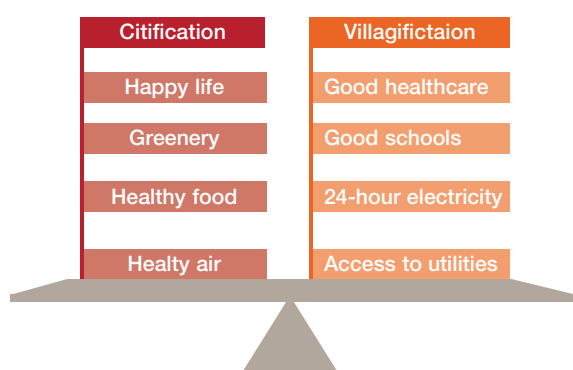 Citification
Happy life
Greenery
Healthy food
Healty air
Villagifictaion
Good healthcare
Good schools
24-hour electricity
Access to utilities